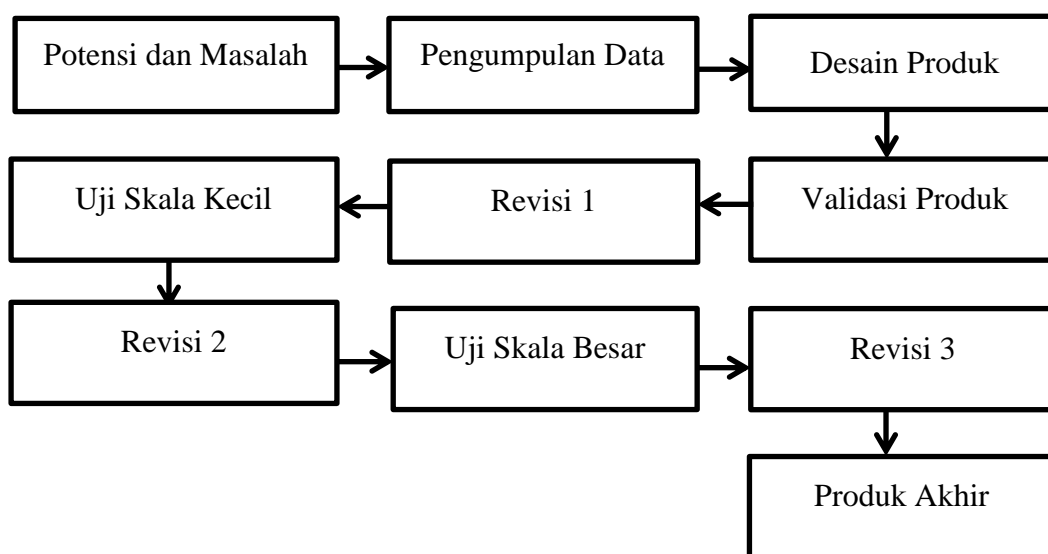 Potensi dan Masalah
Pengumpulan Data
Desain Produk
Validasi Produk
Revisi 1
Uji Skala Kecil
Revisi 2
Uji Skala Besar
Revisi 3
Produk Akhir